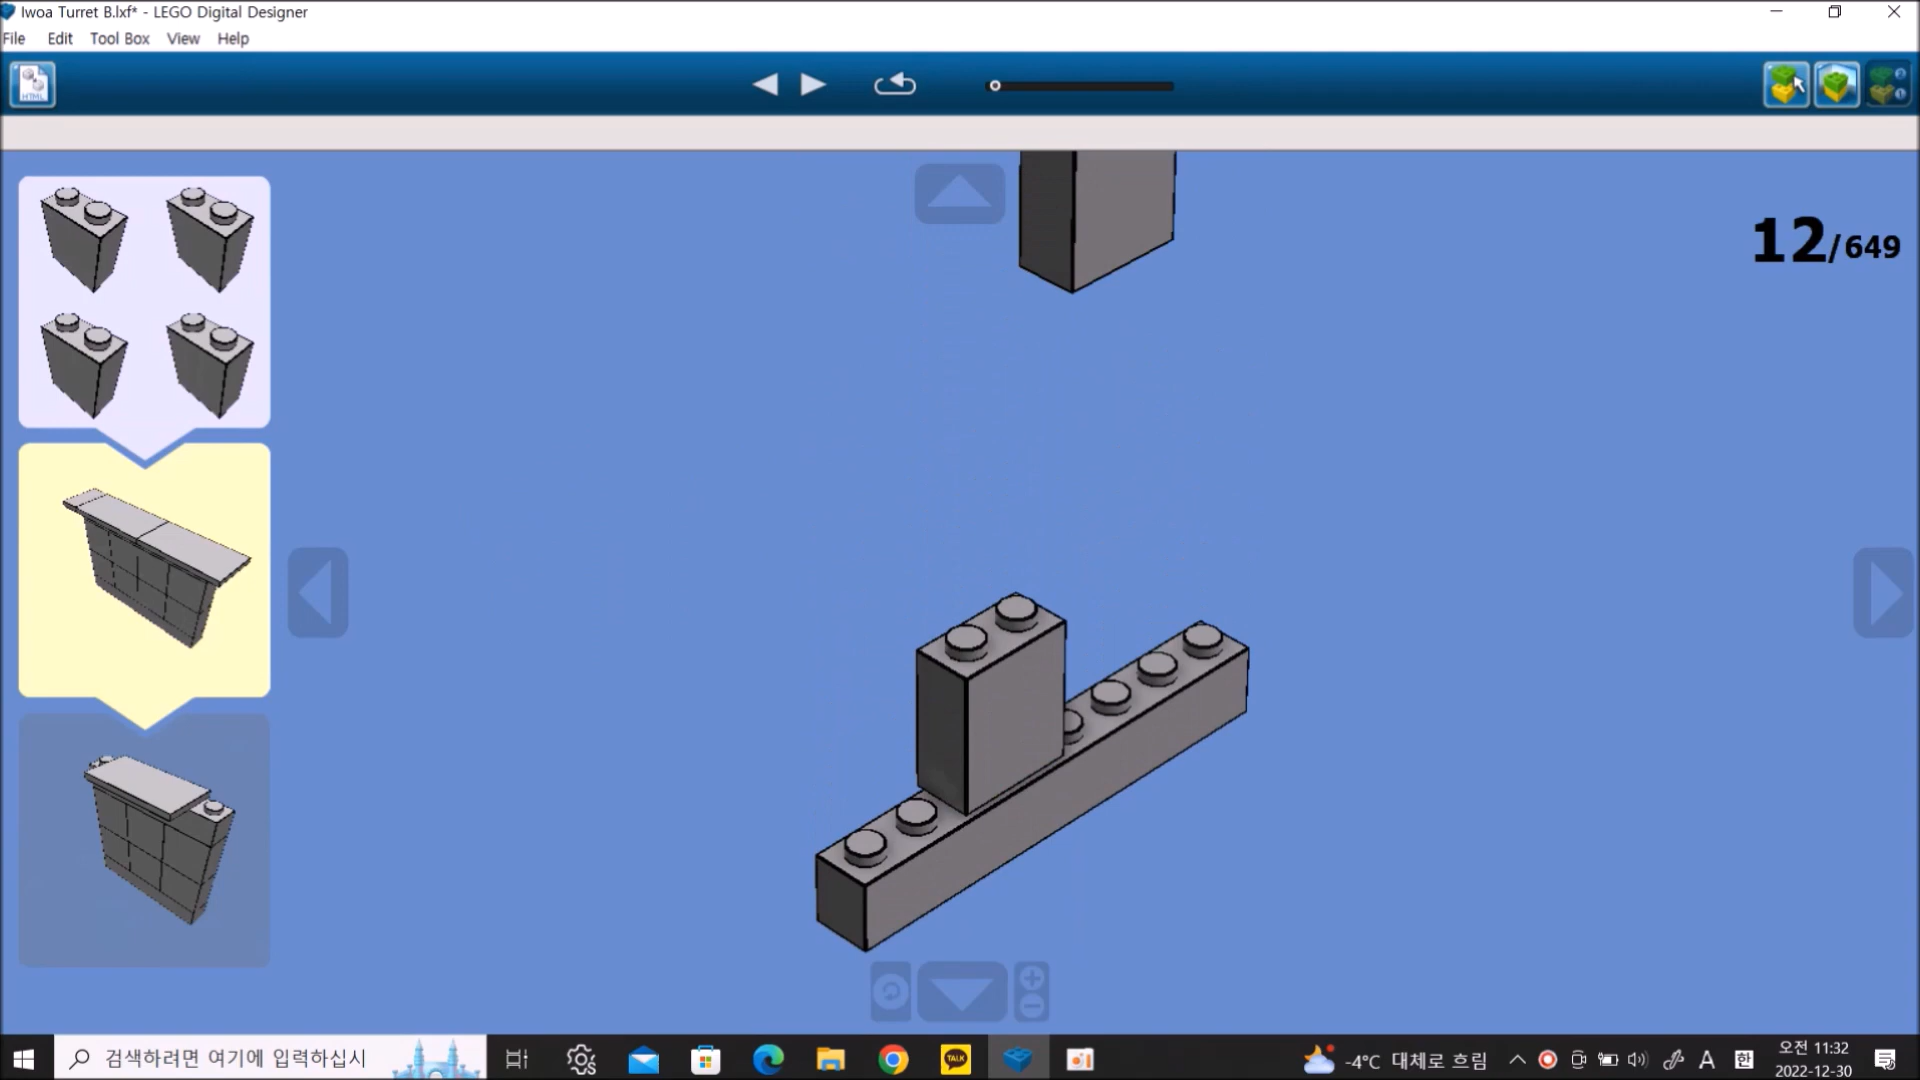 Iwoa Turret B.lxf* - LEGO Digital Designer
File Edit Tool Box View Help
HTML
12/649
검색하려면 여기에 입력하십시
TALK
-4°C 대체로 흐림
A
한
오전 11:32
2022-12-30